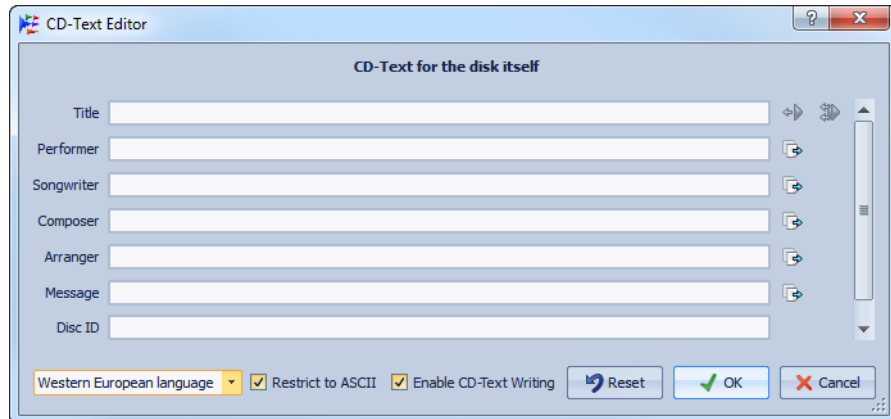 CD-Text Editor
?
CD-Text for the disk itself
Title
Performer
Songwriter
Composer
Arranger
Message
Disc ID
Western European language Restrict to ASCII Enable CD-Text Writing Reset OK Cancel